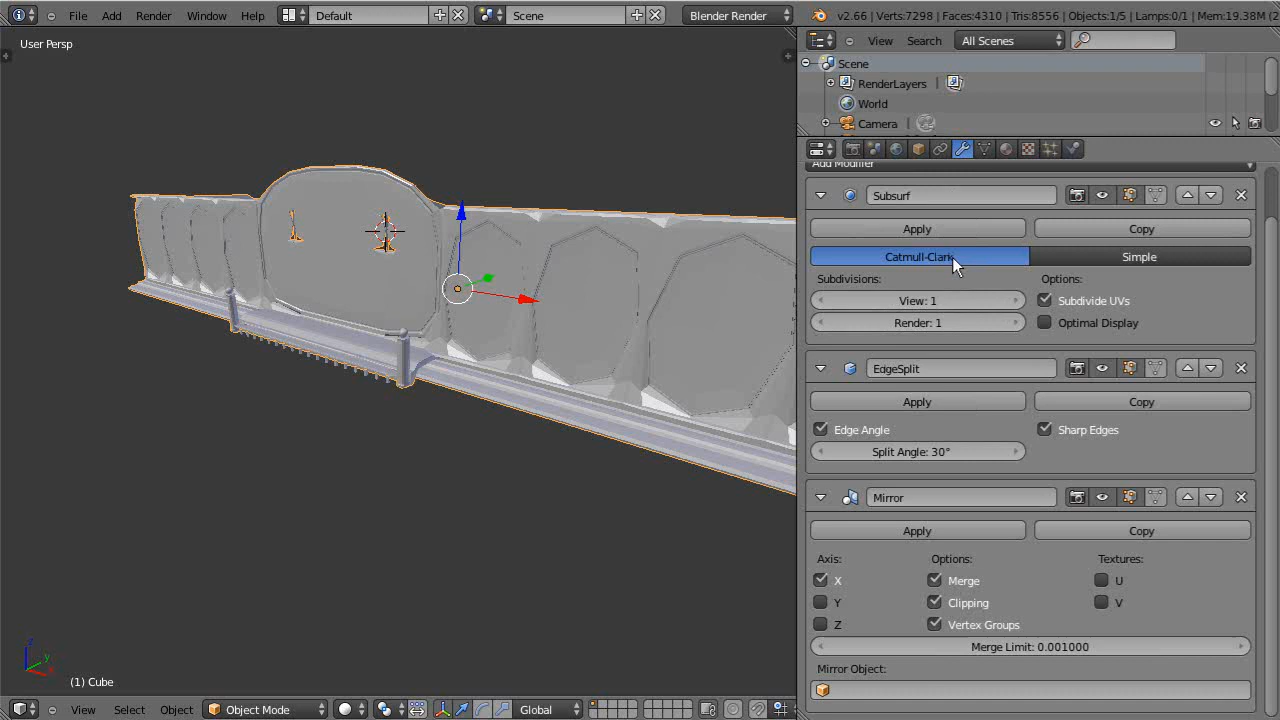 File Add Render Window Help Default Scene Blender Render v2.66 | Verts:7298 | Faces:4310 | Tris:8556 | Objects:1/5 | Lamps:0/1 | Mem:19.38M (2
User Persp
View Search All Scenes
Scene
RenderLayers
World
Camera
Add Modifier
Subsurf
Apply Copy
Catmull-Clark Simple
Subdivisions: Options:
View: 1 Subdivide UVs
Render: 1 Optimal Display
EdgeSplit
Apply Copy
Edge Angle Sharp Edges
Split Angle: 30°
Mirror
Apply Copy
Axis: Options: Textures:
X Merge U
Y Clipping V
Z Vertex Groups
Merge Limit: 0.001000
Mirror Object:
z
y
x
(1) Cube
View Select Object Object Mode Global